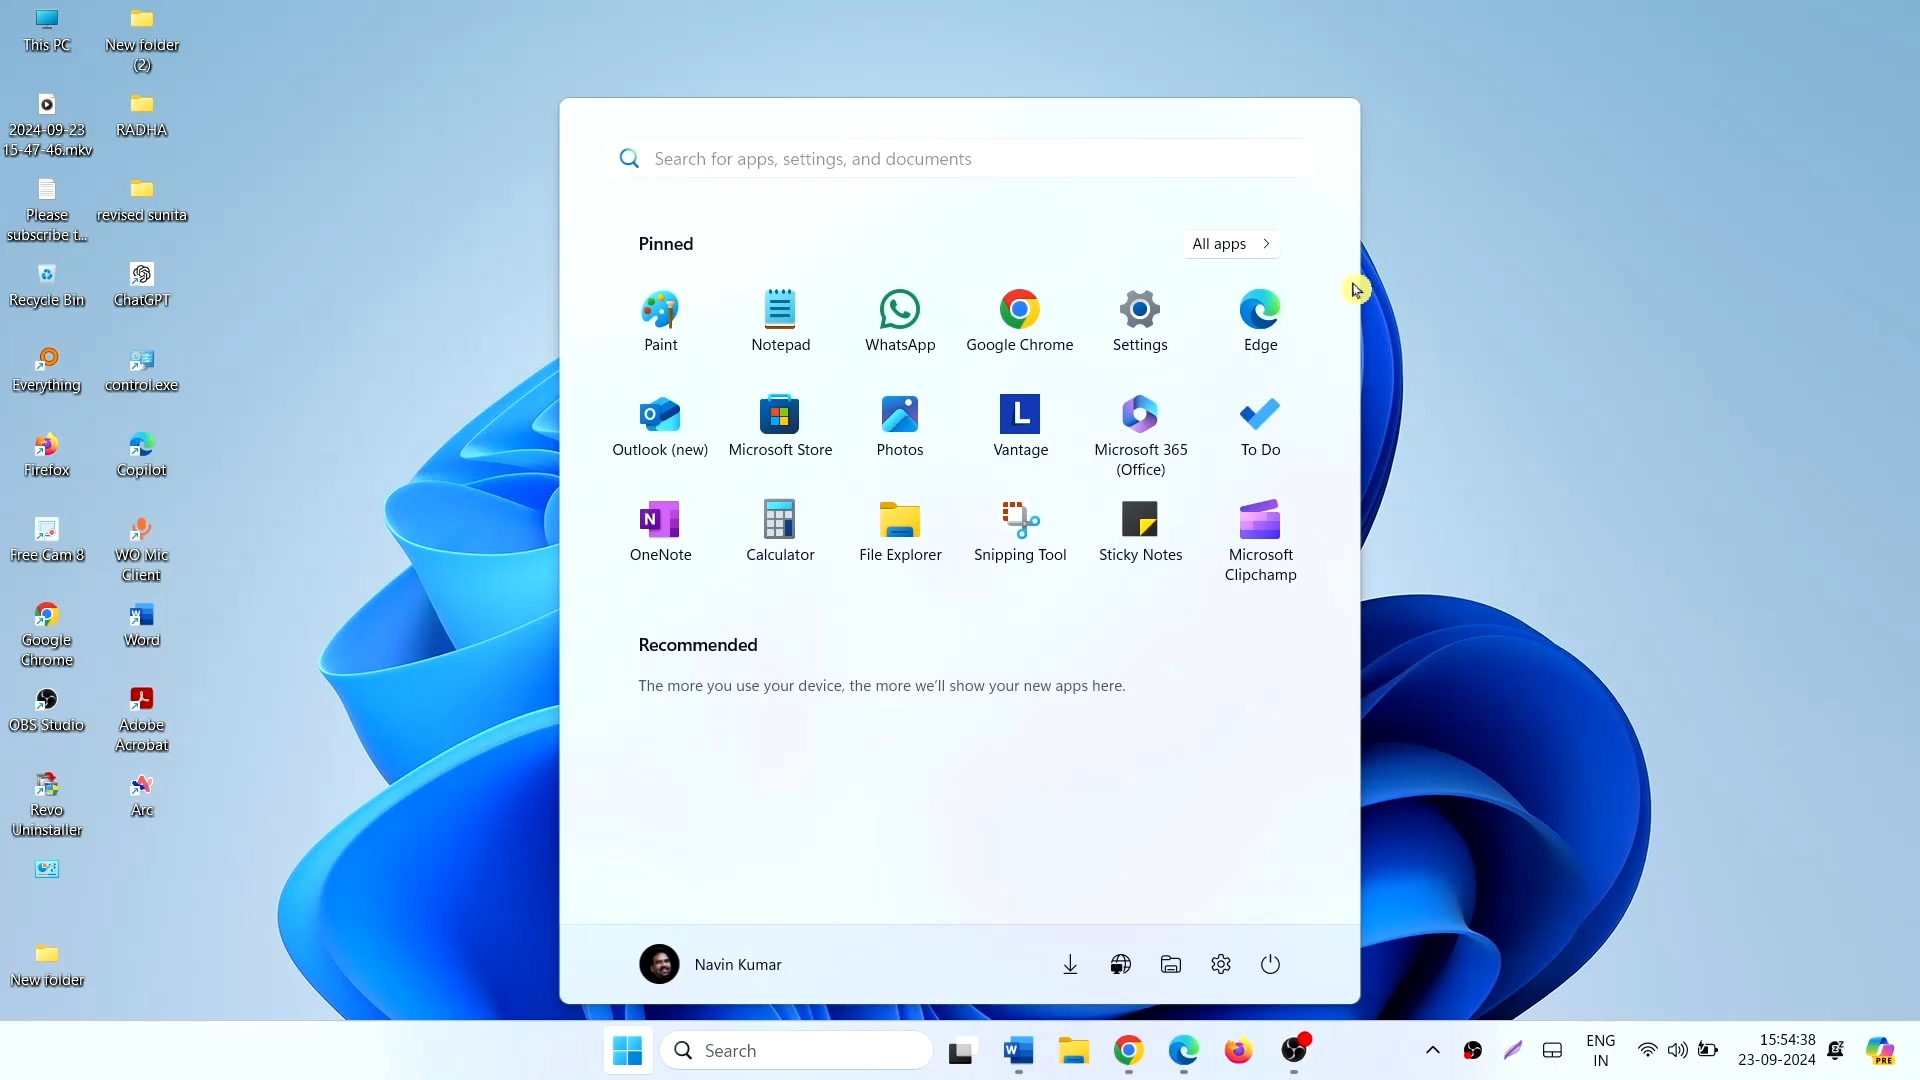 This PC
New folder
(2)
2024-09-23
15-47-46.mkv
RADHA
Please
subscribe t...
revised sunita
Recycle Bin
ChatGPT
Everything
control.exe
Firefox
Copilot
Free Cam 8
WO Mic
Client
Google
Chrome
Word
OBS Studio
Adobe
Acrobat
Revo
Uninstaller
Arc
New folder
Search for apps, settings, and documents
Pinned
All apps
Paint
Notepad
WhatsApp
Google Chrome
Settings
Edge
Outlook (new)
Microsoft Store
Photos
Vantage
Microsoft 365
(Office)
To Do
OneNote
Calculator
File Explorer
Snipping Tool
Sticky Notes
Microsoft
Clipchamp
Recommended
The more you use your device, the more we'll show your new apps here.
Navin Kumar
Search
ENG
IN
15:54:38
23-09-2024
PRE